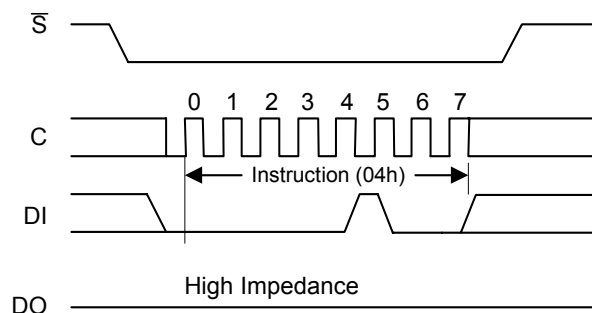 S̅
0 1 2 3 4 5 6 7
C
Instruction (04h)
DI
High Impedance
DO